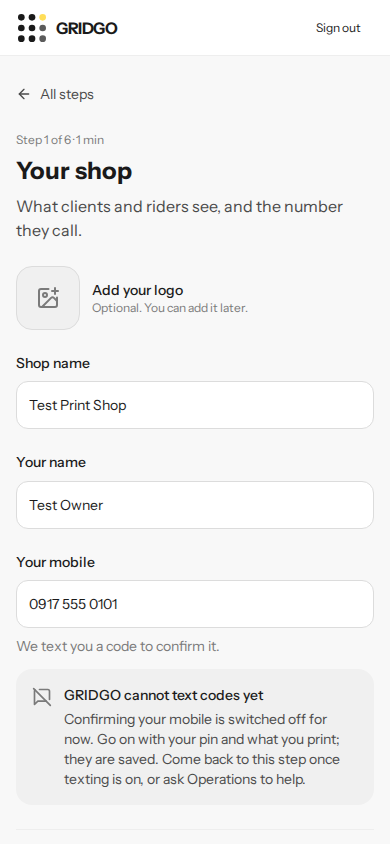 GRIDGO
Sign out
All steps
Step 1 of 6 · 1 min
Your shop
What clients and riders see, and the number
they call.
Add your logo
Optional. You can add it later.
Shop name
Test Print Shop
Your name
Test Owner
Your mobile
0917 555 0101
We text you a code to confirm it.
GRIDGO cannot text codes yet
Confirming your mobile is switched off for
now. Go on with your pin and what you print;
they are saved. Come back to this step once
texting is on, or ask Operations to help.